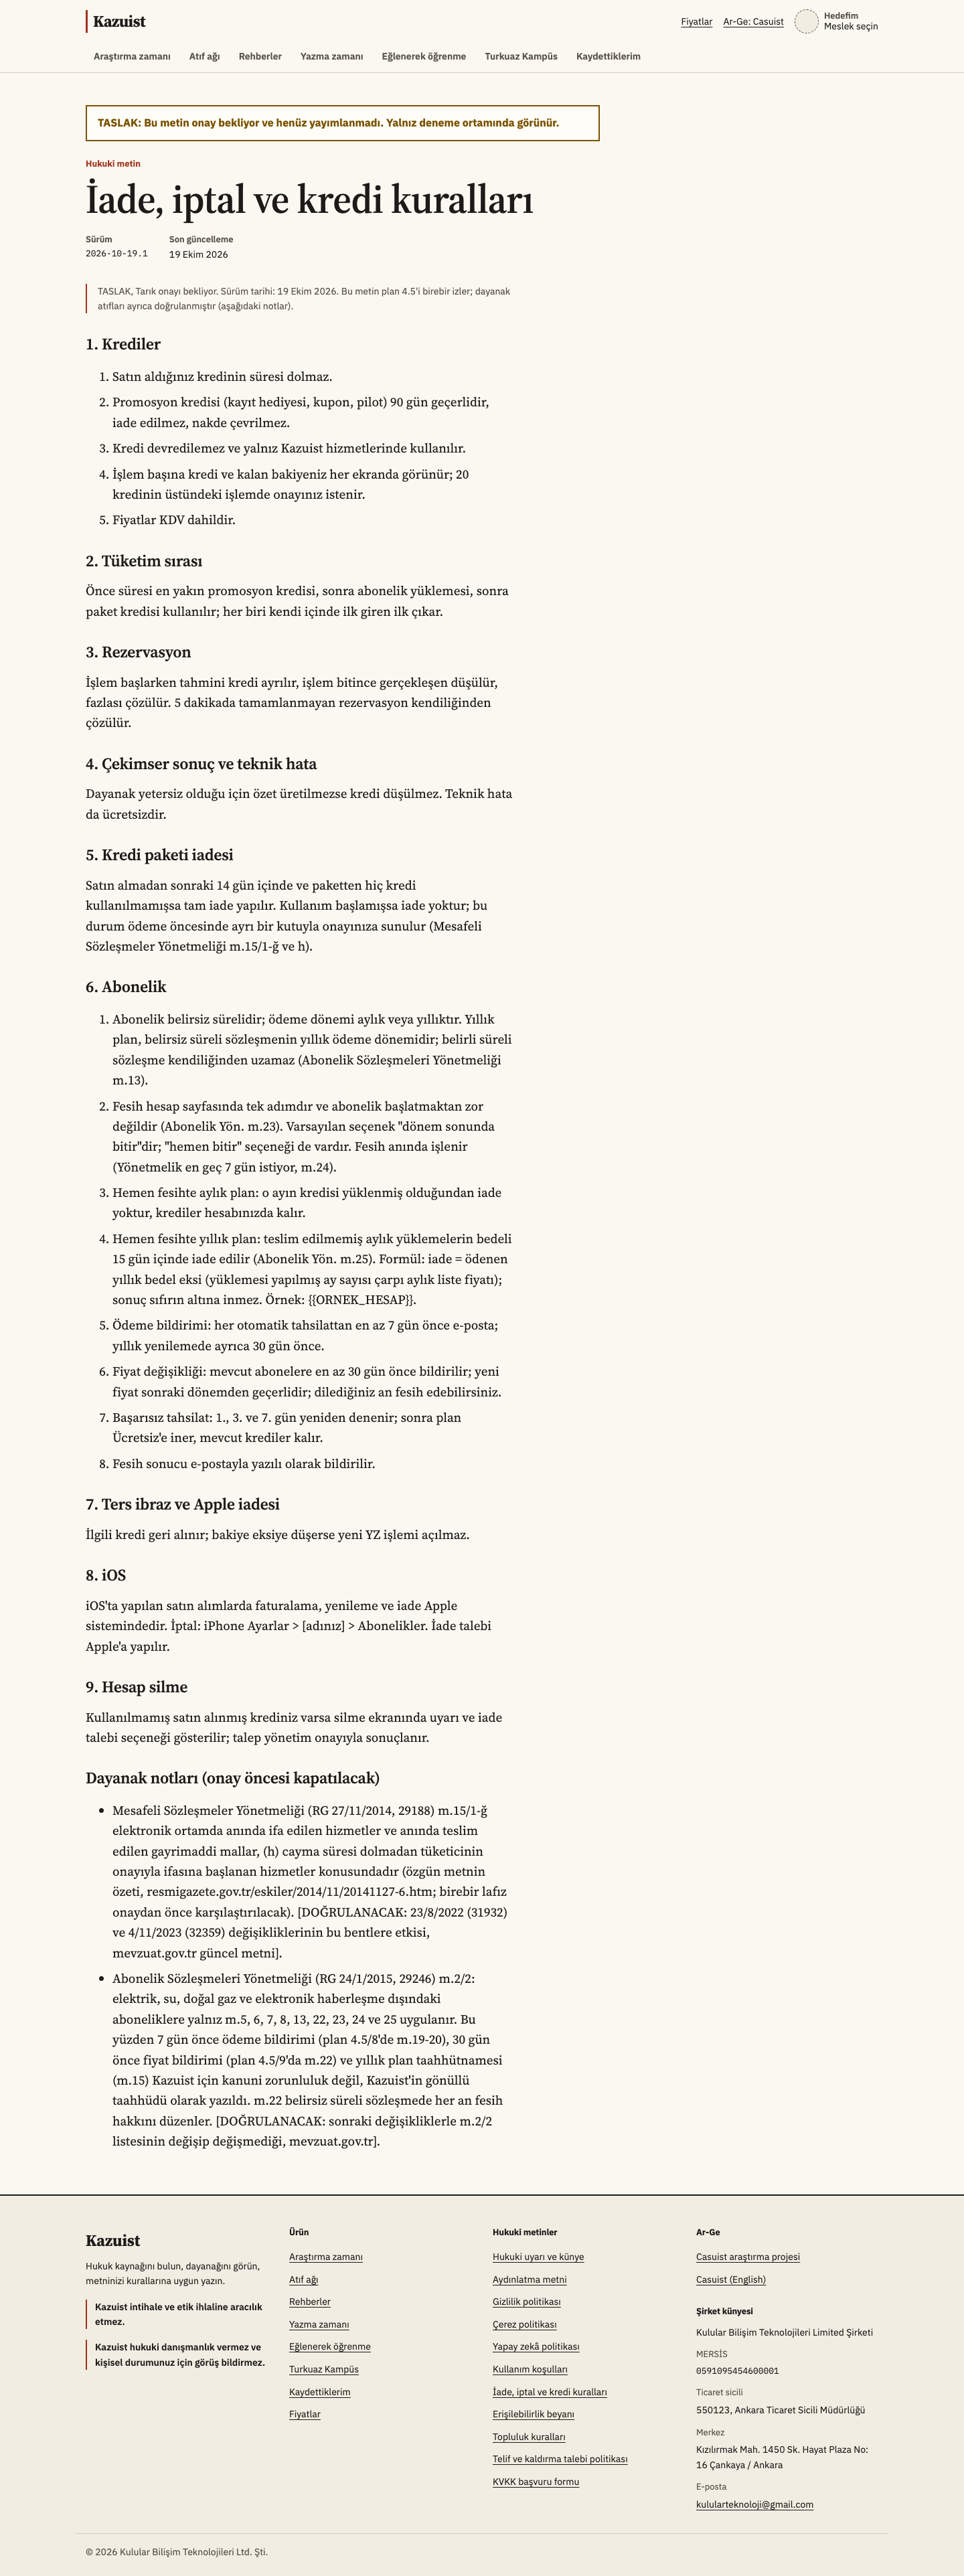 Kazuist
Fiyatlar
Ar-Ge: Casuist
Hedefim
Meslek seçin
Araştırma zamanı
Atıf ağı
Rehberler
Yazma zamanı
Eğlenerek öğrenme
Turkuaz Kampüs
Kaydettiklerim
TASLAK: Bu metin onay bekliyor ve henüz yayımlanmadı. Yalnız deneme ortamında görünür.
Hukuki metin
İade, iptal ve kredi kuralları
Sürüm
2026-10-19.1
Son güncelleme
19 Ekim 2026
TASLAK, Tarık onayı bekliyor. Sürüm tarihi: 19 Ekim 2026. Bu metin plan 4.5'i birebir izler; dayanak
atıfları ayrıca doğrulanmıştır (aşağıdaki notlar).
1. Krediler
1. Satın aldığınız kredinin süresi dolmaz.
2. Promosyon kredisi (kayıt hediyesi, kupon, pilot) 90 gün geçerlidir,
iade edilmez, nakde çevrilmez.
3. Kredi devredilemez ve yalnız Kazuist hizmetlerinde kullanılır.
4. İşlem başına kredi ve kalan bakiyeniz her ekranda görünür; 20
kredinin üstündeki işlemde onayınız istenir.
5. Fiyatlar KDV dahildir.
2. Tüketim sırası
Önce süresi en yakın promosyon kredisi, sonra abonelik yüklemesi, sonra
paket kredisi kullanılır; her biri kendi içinde ilk giren ilk çıkar.
3. Rezervasyon
İşlem başlarken tahmini kredi ayrılır, işlem bitince gerçekleşen düşülür,
fazlası çözülür. 5 dakikada tamamlanmayan rezervasyon kendiliğinden
çözülür.
4. Çekimser sonuç ve teknik hata
Dayanak yetersiz olduğu için özet üretilmezse kredi düşülmez. Teknik hata
da ücretsizdir.
5. Kredi paketi iadesi
Satın almadan sonraki 14 gün içinde ve paketten hiç kredi
kullanılmamışsa tam iade yapılır. Kullanım başlamışsa iade yoktur; bu
durum ödeme öncesinde ayrı bir kutuyla onayınıza sunulur (Mesafeli
Sözleşmeler Yönetmeliği m.15/1-ğ ve h).
6. Abonelik
1. Abonelik belirsiz sürelidir; ödeme dönemi aylık veya yıllıktır. Yıllık
plan, belirsiz süreli sözleşmenin yıllık ödeme dönemidir; belirli süreli
sözleşme kendiliğinden uzamaz (Abonelik Sözleşmeleri Yönetmeliği
m.13).
2. Fesih hesap sayfasında tek adımdır ve abonelik başlatmaktan zor
değildir (Abonelik Yön. m.23). Varsayılan seçenek "dönem sonunda
bitir"dir; "hemen bitir" seçeneği de vardır. Fesih anında işlenir
(Yönetmelik en geç 7 gün istiyor, m.24).
3. Hemen fesihte aylık plan: o ayın kredisi yüklenmiş olduğundan iade
yoktur, krediler hesabınızda kalır.
4. Hemen fesihte yıllık plan: teslim edilmemiş aylık yüklemelerin bedeli
15 gün içinde iade edilir (Abonelik Yön. m.25). Formül: iade = ödenen
yıllık bedel eksi (yüklemesi yapılmış ay sayısı çarpı aylık liste fiyatı);
sonuç sıfırın altına inmez. Örnek: {{ORNEK_HESAP}}.
5. Ödeme bildirimi: her otomatik tahsilattan en az 7 gün önce e-posta;
yıllık yenilemede ayrıca 30 gün önce.
6. Fiyat değişikliği: mevcut abonelere en az 30 gün önce bildirilir; yeni
fiyat sonraki dönemden geçerlidir; dilediğiniz an fesih edebilirsiniz.
7. Başarısız tahsilat: 1., 3. ve 7. gün yeniden denenir; sonra plan
Ücretsiz'e iner, mevcut krediler kalır.
8. Fesih sonucu e-postayla yazılı olarak bildirilir.
7. Ters ibraz ve Apple iadesi
İlgili kredi geri alınır; bakiye eksiye düşerse yeni YZ işlemi açılmaz.
8. iOS
iOS'ta yapılan satın alımlarda faturalama, yenileme ve iade Apple
sistemindedir. İptal: iPhone Ayarlar > [adınız] > Abonelikler. İade talebi
Apple'a yapılır.
9. Hesap silme
Kullanılmamış satın alınmış krediniz varsa silme ekranında uyarı ve iade
talebi seçeneği gösterilir; talep yönetim onayıyla sonuçlanır.
Dayanak notları (onay öncesi kapatılacak)
• Mesafeli Sözleşmeler Yönetmeliği (RG 27/11/2014, 29188) m.15/1-ğ
elektronik ortamda anında ifa edilen hizmetler ve anında teslim
edilen gayrimaddi mallar, (h) cayma süresi dolmadan tüketicinin
onayıyla ifasına başlanan hizmetler konusundadır (özgün metnin
özeti, resmigazete.gov.tr/eskiler/2014/11/20141127-6.htm; birebir lafız
onaydan önce karşılaştırılacak). [DOĞRULANACAK: 23/8/2022 (31932)
ve 4/11/2023 (32359) değişikliklerinin bu bentlere etkisi,
mevzuat.gov.tr güncel metni].
• Abonelik Sözleşmeleri Yönetmeliği (RG 24/1/2015, 29246) m.2/2:
elektrik, su, doğal gaz ve elektronik haberleşme dışındaki
aboneliklere yalnız m.5, 6, 7, 8, 13, 22, 23, 24 ve 25 uygulanır. Bu
yüzden 7 gün önce ödeme bildirimi (plan 4.5/8'de m.19-20), 30 gün
önce fiyat bildirimi (plan 4.5/9'da m.22) ve yıllık plan taahhütnamesi
(m.15) Kazuist için kanuni zorunluluk değil, Kazuist'in gönüllü
taahhüdü olarak yazıldı. m.22 belirsiz süreli sözleşmede her an fesih
hakkını düzenler. [DOĞRULANACAK: sonraki değişikliklerle m.2/2
listesinin değişip değişmediği, mevzuat.gov.tr].
Kazuist
Hukuk kaynağını bulun, dayanağını görün,
metninizi kurallarına uygun yazın.
Kazuist intihale ve etik ihlaline aracılık
etmez.
Kazuist hukuki danışmanlık vermez ve
kişisel durumunuz için görüş bildirmez.
Ürün
Araştırma zamanı
Atıf ağı
Rehberler
Yazma zamanı
Eğlenerek öğrenme
Turkuaz Kampüs
Kaydettiklerim
Fiyatlar
Hukuki metinler
Hukuki uyarı ve künye
Aydınlatma metni
Gizlilik politikası
Çerez politikası
Yapay zekâ politikası
Kullanım koşulları
İade, iptal ve kredi kuralları
Erişilebilirlik beyanı
Topluluk kuralları
Telif ve kaldırma talebi politikası
KVKK başvuru formu
Ar-Ge
Casuist araştırma projesi
Casuist (English)
Şirket künyesi
Kulular Bilişim Teknolojileri Limited Şirketi
MERSİS
0591095454600001
Ticaret sicili
550123, Ankara Ticaret Sicili Müdürlüğü
Merkez
Kızılırmak Mah. 1450 Sk. Hayat Plaza No:
16 Çankaya / Ankara
E-posta
kulularteknoloji@gmail.com
© 2026 Kulular Bilişim Teknolojileri Ltd. Şti.